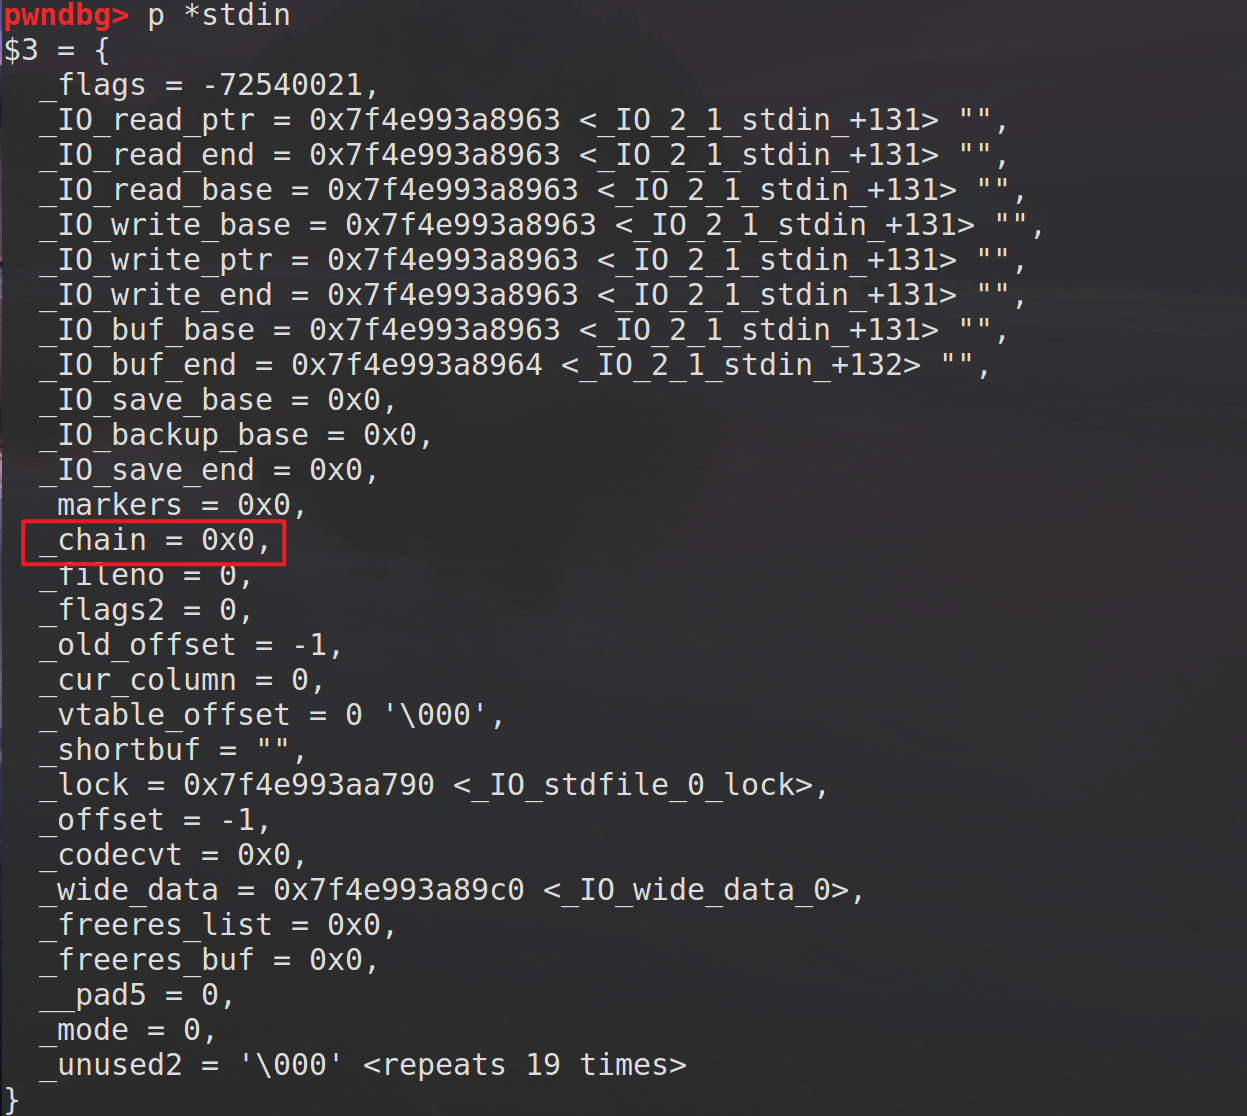 pwndbg> p *stdin
$3 = {
  _flags = -72540021,
  _IO_read_ptr = 0x7f4e993a8963 <_IO_2_1_stdin_+131> "",
  _IO_read_end = 0x7f4e993a8963 <_IO_2_1_stdin_+131> "",
  _IO_read_base = 0x7f4e993a8963 <_IO_2_1_stdin_+131> "",
  _IO_write_base = 0x7f4e993a8963 <_IO_2_1_stdin_+131> "",
  _IO_write_ptr = 0x7f4e993a8963 <_IO_2_1_stdin_+131> "",
  _IO_write_end = 0x7f4e993a8963 <_IO_2_1_stdin_+131> "",
  _IO_buf_base = 0x7f4e993a8963 <_IO_2_1_stdin_+131> "",
  _IO_buf_end = 0x7f4e993a8964 <_IO_2_1_stdin_+132> "",
  _IO_save_base = 0x0,
  _IO_backup_base = 0x0,
  _IO_save_end = 0x0,
  _markers = 0x0,
  _chain = 0x0,
  _fileno = 0,
  _flags2 = 0,
  _old_offset = -1,
  _cur_column = 0,
  _vtable_offset = 0 '\000',
  _shortbuf = "",
  _lock = 0x7f4e993aa790 <_IO_stdfile_0_lock>,
  _offset = -1,
  _codecvt = 0x0,
  _wide_data = 0x7f4e993a89c0 <_IO_wide_data_0>,
  _freeres_list = 0x0,
  _freeres_buf = 0x0,
  __pad5 = 0,
  _mode = 0,
  _unused2 = '\000' <repeats 19 times>
}